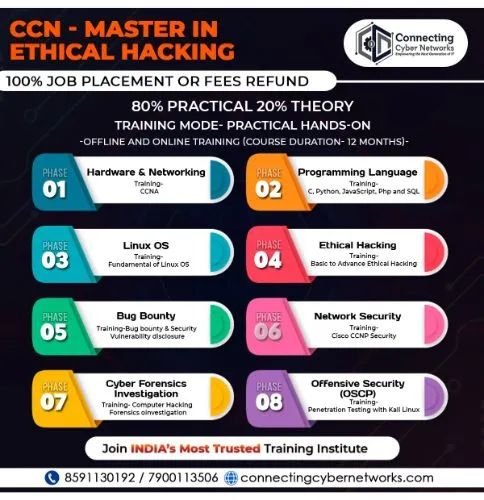 CCN - MASTER IN
ETHICAL HACKING
Connecting
Cyber Networks
Empowering the Next Generation of IT
100% JOB PLACEMENT OR FEES REFUND
80% PRACTICAL 20% THEORY
TRAINING MODE- PRACTICAL HANDS-ON
-OFFLINE AND ONLINE TRAINING (COURSE DURATION- 12 MONTHS)-
PHASE
01
Hardware & Networking
Training-
CCNA
PHASE
02
Programming Language
Training-
C, Python, JavaScript, Php and SQL
PHASE
03
Linux OS
Training-
Fundamental of Linux OS
PHASE
04
Ethical Hacking
Training-
Basic to Advance Ethical Hacking
PHASE
05
Bug Bounty
Training-Bug bounty & Security
Vulnerability disclosure
PHASE
06
Network Security
Training-
Cisco CCNP Security
PHASE
07
Cyber Forensics
Investigation
Training- Computer Hacking
Forensics oinvestigation
PHASE
08
Offensive Security
(OSCP)
Training-
Penetration Testing with Kali Linux
Join INDIA's Most Trusted Training Institute
8591130192 / 7900113506 connectingcybernetworks.com